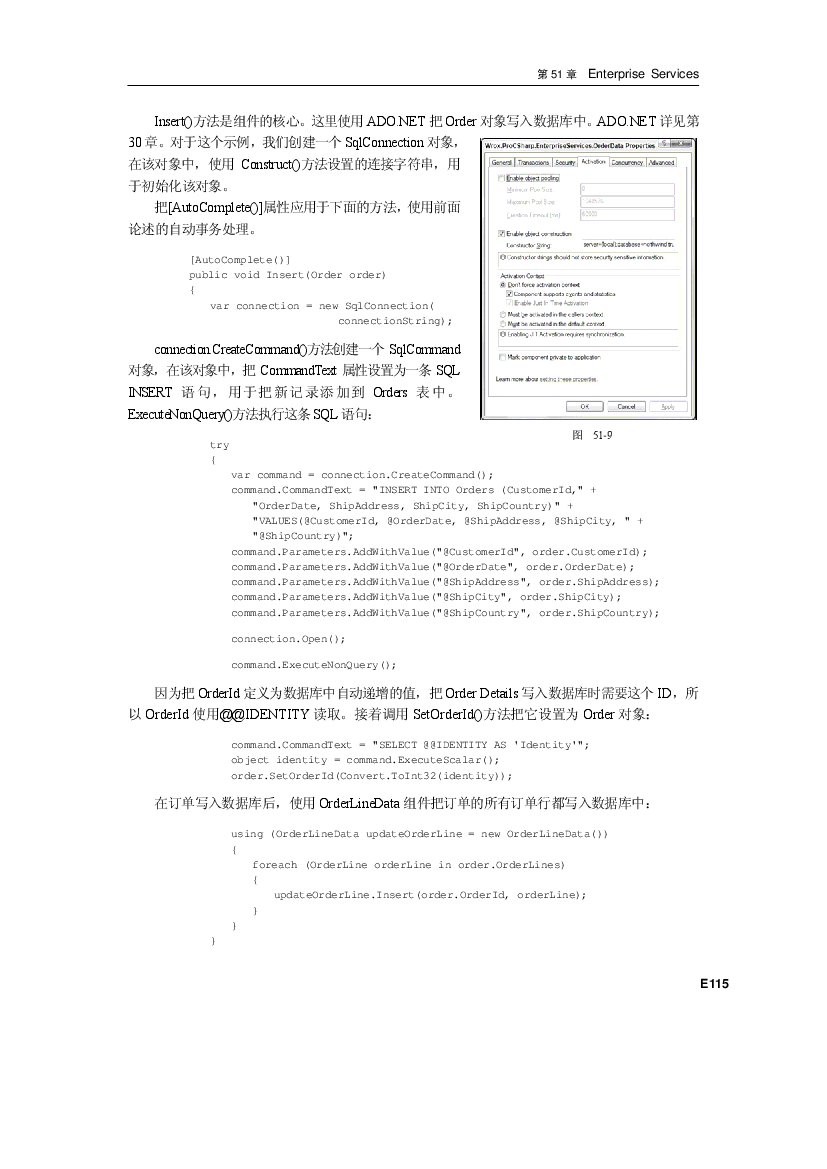 第 51 章 Enterprise Services
Insert()方法是组件的核心。这里使用 ADO.NET 把 Order 对象写入数据库中。ADO.NET 详见第
30 章。对于这个示例，我们创建一个 SqlConnection 对象，
在该对象中，使用 Construct()方法设置的连接字符串，用
于初始化该对象。
把[AutoComplete()]属性应用于下面的方法，使用前面
论述的自动事务处理。
[AutoComplete()]
public void Insert(Order order)
{
var connection = new SqlConnection(
connectionString);
connection.CreateCommand()方法创建一个 SqlCommand
对象，在该对象中，把 CommandText 属性设置为一条 SQL
INSERT 语句，用于把新记录添加到 Orders 表中。
ExecuteNonQuery()方法执行这条 SQL 语句：
Wrox.ProCSharp.EnterpriseServices.OrderData Properties
General Transactions Security Activation Concurrency Advanced
Enable object pooling
Minimum Pool Size
Maximum Pool Size
Creation Timeout (ms)
Enable object construction
Constructor String: server=(local);database=northwind;tru
Constructor strings should not store security sensitive information.
Activation Context
Don't force activation context
Component supports events and statistics
Enable Just In Time Activation
Must be activated in the callers context.
Must be activated in the default context.
Enabling JIT Activation requires synchronization.
Mark component private to application
Learn more about setting these properties.
OK Cancel Apply
图 51-9
try
{
var command = connection.CreateCommand();
command.CommandText = "INSERT INTO Orders (CustomerId," +
"OrderDate, ShipAddress, ShipCity, ShipCountry)" +
"VALUES(@CustomerId, @OrderDate, @ShipAddress, @ShipCity, " +
"@ShipCountry)";
command.Parameters.AddWithValue("@CustomerId", order.CustomerId);
command.Parameters.AddWithValue("@OrderDate", order.OrderDate);
command.Parameters.AddWithValue("@ShipAddress", order.ShipAddress);
command.Parameters.AddWithValue("@ShipCity", order.ShipCity);
command.Parameters.AddWithValue("@ShipCountry", order.ShipCountry);
connection.Open();
command.ExecuteNonQuery();
因为把 OrderId 定义为数据库中自动递增的值，把 Order Details 写入数据库时需要这个 ID，所
以 OrderId 使用@@IDENTITY 读取。接着调用 SetOrderId()方法把它设置为 Order 对象：
command.CommandText = "SELECT @@IDENTITY AS 'Identity'";
object identity = command.ExecuteScalar();
order.SetOrderId(Convert.ToInt32(identity));
在订单写入数据库后，使用 OrderLineData 组件把订单的所有订单行都写入数据库中：
using (OrderLineData updateOrderLine = new OrderLineData())
{
foreach (OrderLine orderLine in order.OrderLines)
{
updateOrderLine.Insert(order.OrderId, orderLine);
}
}
}
E115